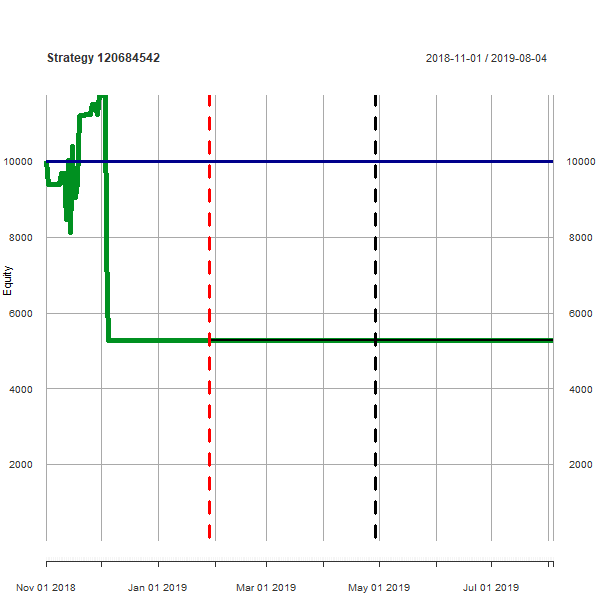 Strategy 120684542
2018-11-01 / 2019-08-04
10000
10000
8000
8000
Equity
6000
6000
4000
4000
2000
2000
Nov 01 2018
Jan 01 2019
Mar 01 2019
May 01 2019
Jul 01 2019